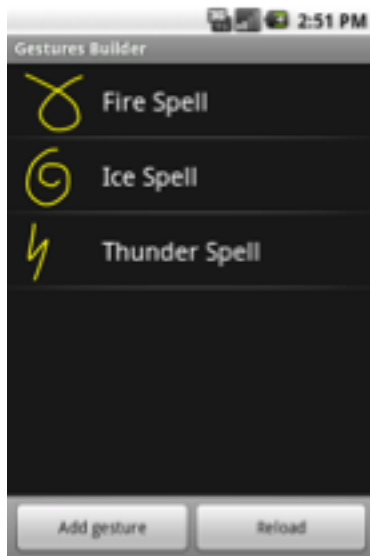 2:51 PM
Gestures Builder
Fire Spell
Ice Spell
Thunder Spell
Add gesture
Reload